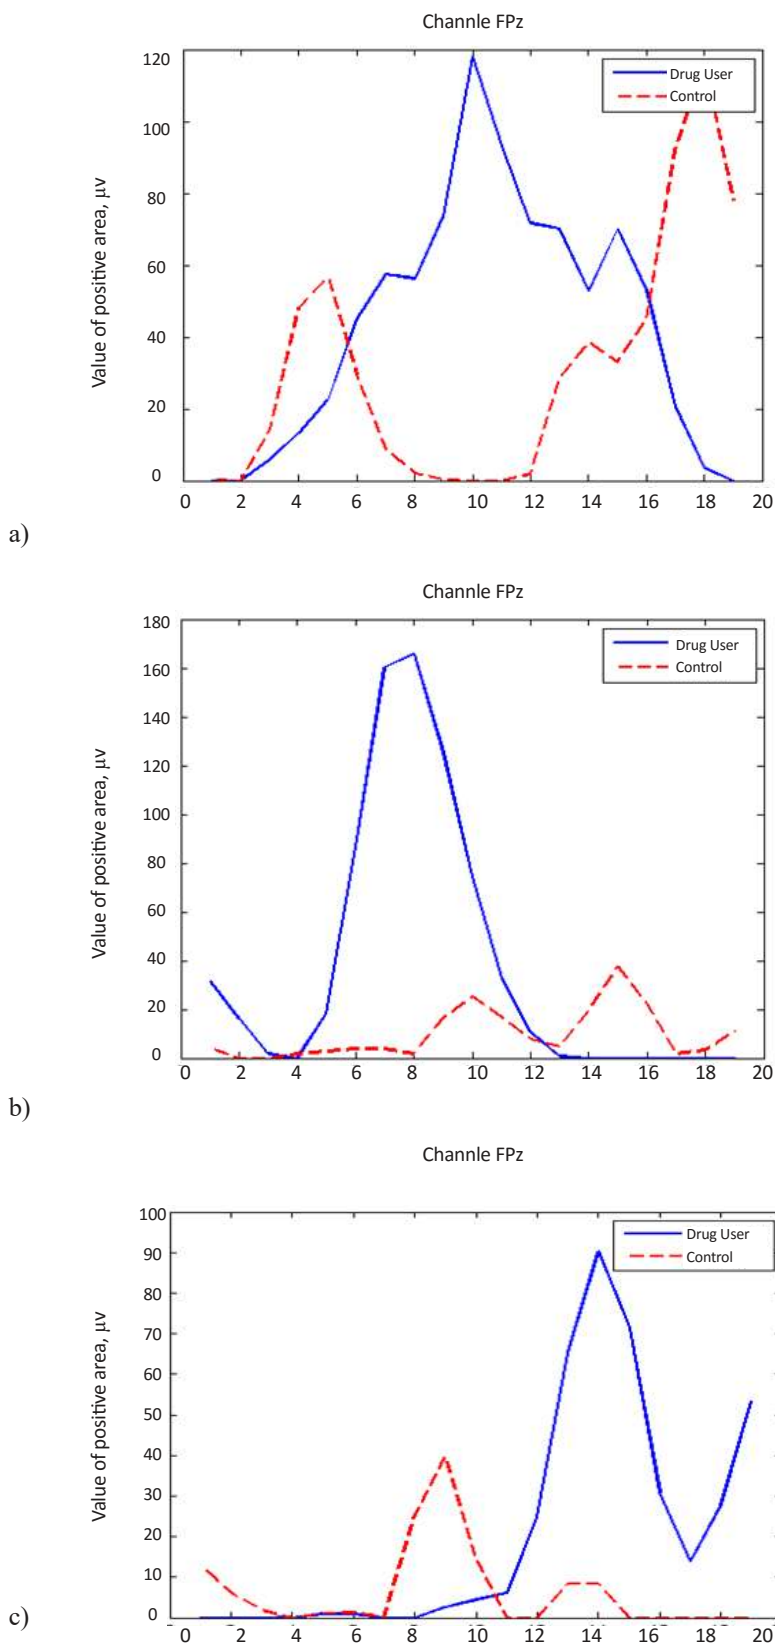 Channle FPz
Drug User
Control
Value of positive area, μv
120
100
80
60
40
20
0
0 2 4 6 8 10 12 14 16 18 20
a)
Channle FPz
Drug User
Control
Value of positive area, μv
180
160
140
120
100
80
60
40
20
0
0 2 4 6 8 10 12 14 16 18 20
b)
Channle FPz
Drug User
Control
Value of positive area, μv
100
90
80
70
60
50
40
30
20
10
0
0 2 4 6 8 10 12 14 16 18 20
c)